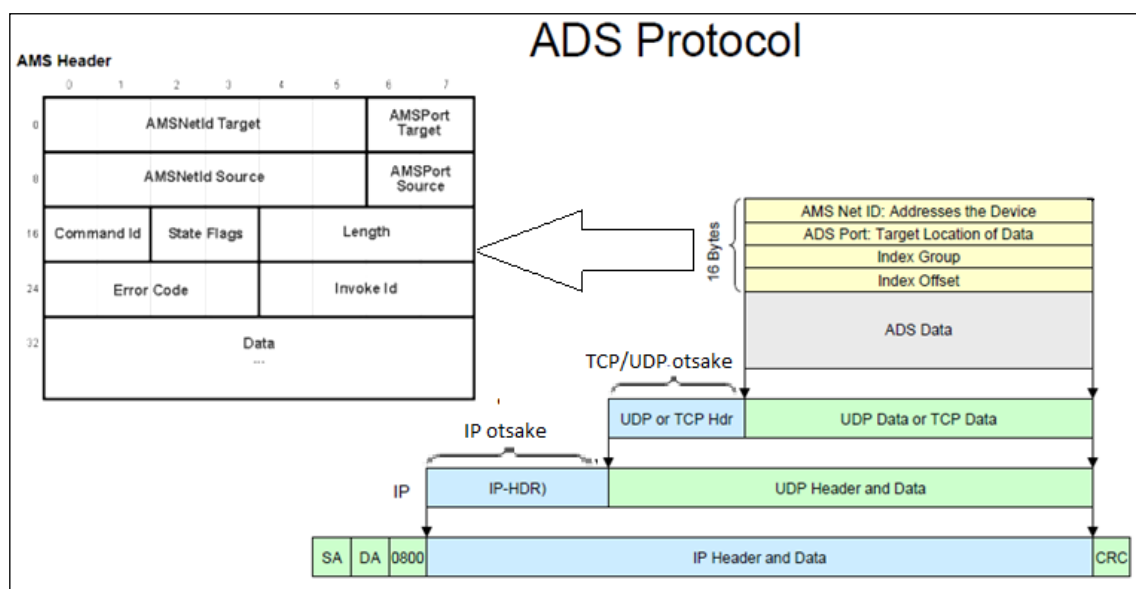 ADS Protocol
AMS Header
0 1 2 3 4 5 6 7
0 AMSNetId Target AMSPort Target
8 AMSNetId Source AMSPort Source
16 Command Id State Flags Length
24 Error Code Invoke Id
32 Data
...
16 Bytes
AMS Net ID: Addresses the Device
ADS Port: Target Location of Data
Index Group
Index Offset
ADS Data
TCP/UDP otsake
UDP or TCP Hdr UDP Data or TCP Data
IP otsake
IP IP-HDR) UDP Header and Data
SA DA 0800 IP Header and Data CRC